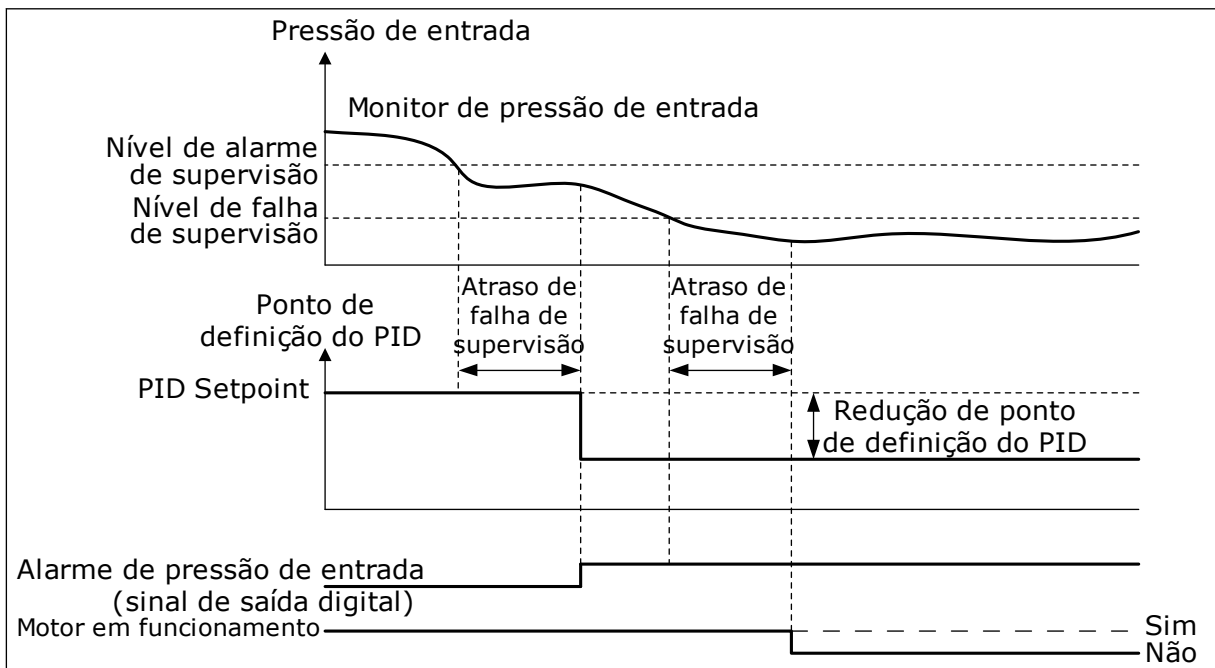 Pressão de entrada
Monitor de pressão de entrada
Nível de alarme
de supervisão
Nível de falha
de supervisão
Atraso de
falha de
supervisão
Atraso de
falha de
supervisão
Ponto de
definição do PID
PID Setpoint
Redução de ponto
de definição do PID
Alarme de pressão de entrada
(sinal de saída digital)
Motor em funcionamento
Sim
Não